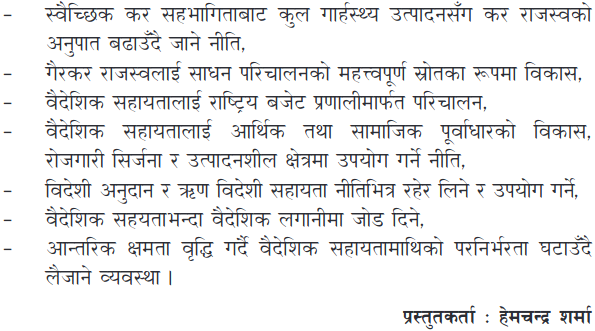 - स्वैच्छिक कर सहभागिताबाट कुल गार्हस्थ्य उत्पादनसँग कर राजस्वको
अनुपात बढाउँदै जाने नीति,
- गैरकर राजस्वलाई साधन परिचालनको महत्त्वपूर्ण स्रोतका रूपमा विकास,
- वैदेशिक सहायतालाई राष्ट्रिय बजेट प्रणालीमार्फत परिचालन,
- वैदेशिक सहायतालाई आर्थिक तथा सामाजिक पूर्वाधारको विकास,
रोजगारी सिर्जना र उत्पादनशील क्षेत्रमा उपयोग गर्ने नीति,
- विदेशी अनुदान र ऋण विदेशी सहायता नीतिभित्र रहेर लिने र उपयोग गर्ने,
- वैदेशिक सहयताभन्दा वैदेशिक लगानीमा जोड दिने,
- आन्तरिक क्षमता वृद्धि गर्दै वैदेशिक सहायतामाथिको परनिर्भरता घटाउँदै
लैजाने व्यवस्था ।
प्रस्तुतकर्ता : हेमचन्द्र शर्मा